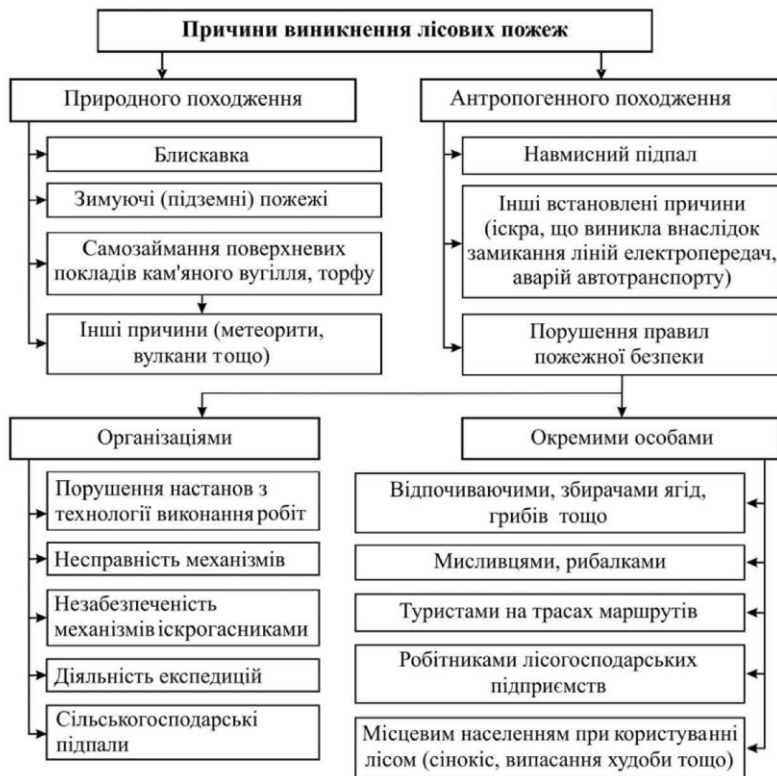 Причини виникнення лісових пожеж
Природного походження
Блискавка
Зимуючі (підземні) пожежі
Самозаймання поверхневих
покладів кам'яного вугілля, торфу
Інші причини (метеорити,
вулкани тощо)
Антропогенного походження
Навмисний підпал
Інші встановлені причини
(іскра, що виникла внаслідок
замикання ліній електропередач,
аварій автотранспорту)
Порушення правил
пожежної безпеки
Організаціями
Порушення настанов з
технології виконання робіт
Несправність механізмів
Незабезпеченість
механізмів іскрогасниками
Діяльність експедицій
Сільськогосподарські
підпали
Окремими особами
Відпочиваючими, збирачами ягід,
грибів тощо
Мисливцями, рибалками
Туристами на трасах маршрутів
Робітниками лісогосподарських
підприємств
Місцевим населенням при користуванні
лісом (сінокіс, випасання худоби тощо)